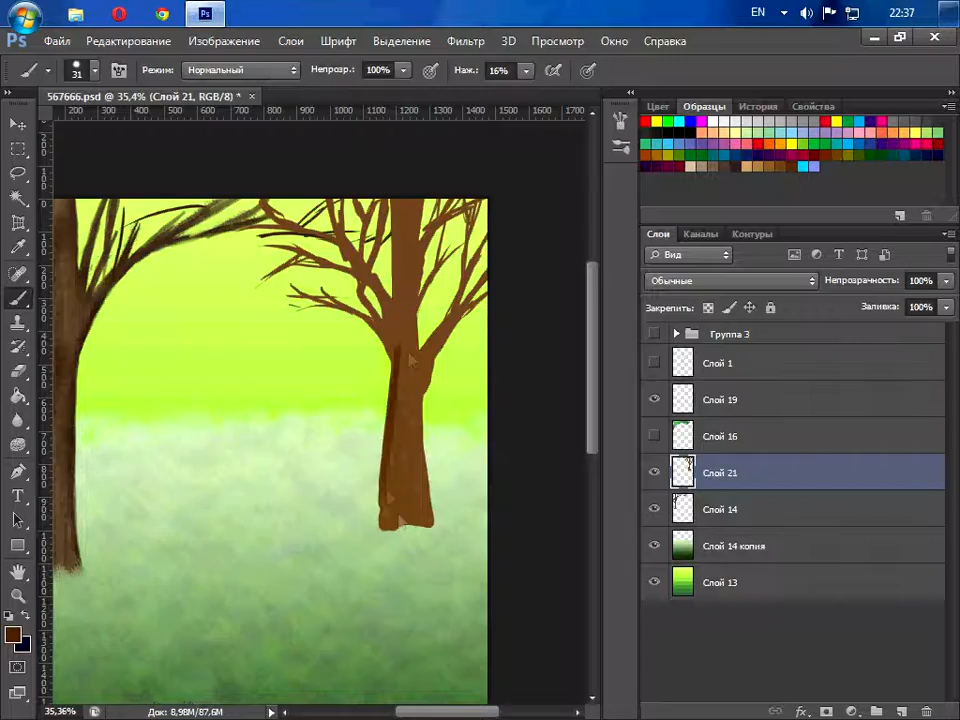 Ps
EN
22:37
Ps Файл Редактирование Изображение Слои Шрифт Выделение Фильтр 3D Просмотр Окно Справка
31 Режим: Нормальный Непрозр.: 100% Наж.: 16%
567666.psd @ 35,4% (Слой 21, RGB/8) * ×
Цвет Образцы История Свойства
200 300 400 500 600 700 800 900 1000 1100 1200 1300 1400 1500 1600 1700
Слои Каналы Контуры
Вид
Обычные Непрозрачность: 100%
Закрепить: Заливка: 100%
Группа 3
Слой 1
Слой 19
Слой 16
Слой 21
Слой 14
Слой 14 копия
Слой 13
35,36% Док: 8,98M/87,6M
fx